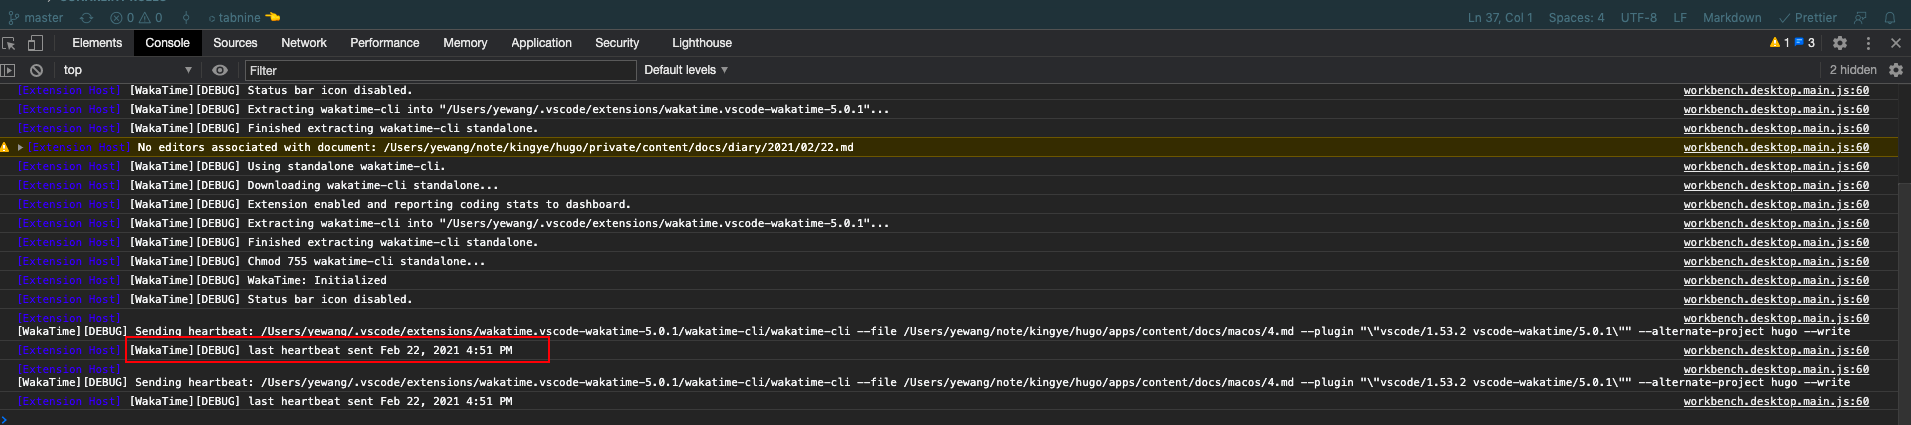 master 0 0 tabnine Ln 37, Col 1 Spaces: 4 UTF-8 LF Markdown Prettier
Elements Console Sources Network Performance Memory Application Security Lighthouse 1 3
top Filter Default levels 2 hidden
[Extension Host] [WakaTime][DEBUG] Status bar icon disabled. workbench.desktop.main.js:60
[Extension Host] [WakaTime][DEBUG] Extracting wakatime-cli into "/Users/yewang/.vscode/extensions/wakatime.vscode-wakatime-5.0.1"... workbench.desktop.main.js:60
[Extension Host] [WakaTime][DEBUG] Finished extracting wakatime-cli standalone. workbench.desktop.main.js:60
[Extension Host] No editors associated with document: /Users/yewang/note/kingye/hugo/private/content/docs/diary/2021/02/22.md workbench.desktop.main.js:60
[Extension Host] [WakaTime][DEBUG] Using standalone wakatime-cli. workbench.desktop.main.js:60
[Extension Host] [WakaTime][DEBUG] Downloading wakatime-cli standalone... workbench.desktop.main.js:60
[Extension Host] [WakaTime][DEBUG] Extension enabled and reporting coding stats to dashboard. workbench.desktop.main.js:60
[Extension Host] [WakaTime][DEBUG] Extracting wakatime-cli into "/Users/yewang/.vscode/extensions/wakatime.vscode-wakatime-5.0.1"... workbench.desktop.main.js:60
[Extension Host] [WakaTime][DEBUG] Finished extracting wakatime-cli standalone. workbench.desktop.main.js:60
[Extension Host] [WakaTime][DEBUG] Chmod 755 wakatime-cli standalone... workbench.desktop.main.js:60
[Extension Host] [WakaTime][DEBUG] WakaTime: Initialized workbench.desktop.main.js:60
[Extension Host] [WakaTime][DEBUG] Status bar icon disabled. workbench.desktop.main.js:60
[Extension Host] workbench.desktop.main.js:60
[WakaTime][DEBUG] Sending heartbeat: /Users/yewang/.vscode/extensions/wakatime.vscode-wakatime-5.0.1/wakatime-cli/wakatime-cli --file /Users/yewang/note/kingye/hugo/apps/content/docs/macos/4.md --plugin "\"vscode/1.53.2 vscode-wakatime/5.0.1\"" --alternate-project hugo --write
[Extension Host] [WakaTime][DEBUG] last heartbeat sent Feb 22, 2021 4:51 PM workbench.desktop.main.js:60
[Extension Host] workbench.desktop.main.js:60
[WakaTime][DEBUG] Sending heartbeat: /Users/yewang/.vscode/extensions/wakatime.vscode-wakatime-5.0.1/wakatime-cli/wakatime-cli --file /Users/yewang/note/kingye/hugo/apps/content/docs/macos/4.md --plugin "\"vscode/1.53.2 vscode-wakatime/5.0.1\"" --alternate-project hugo --write
[Extension Host] [WakaTime][DEBUG] last heartbeat sent Feb 22, 2021 4:51 PM workbench.desktop.main.js:60